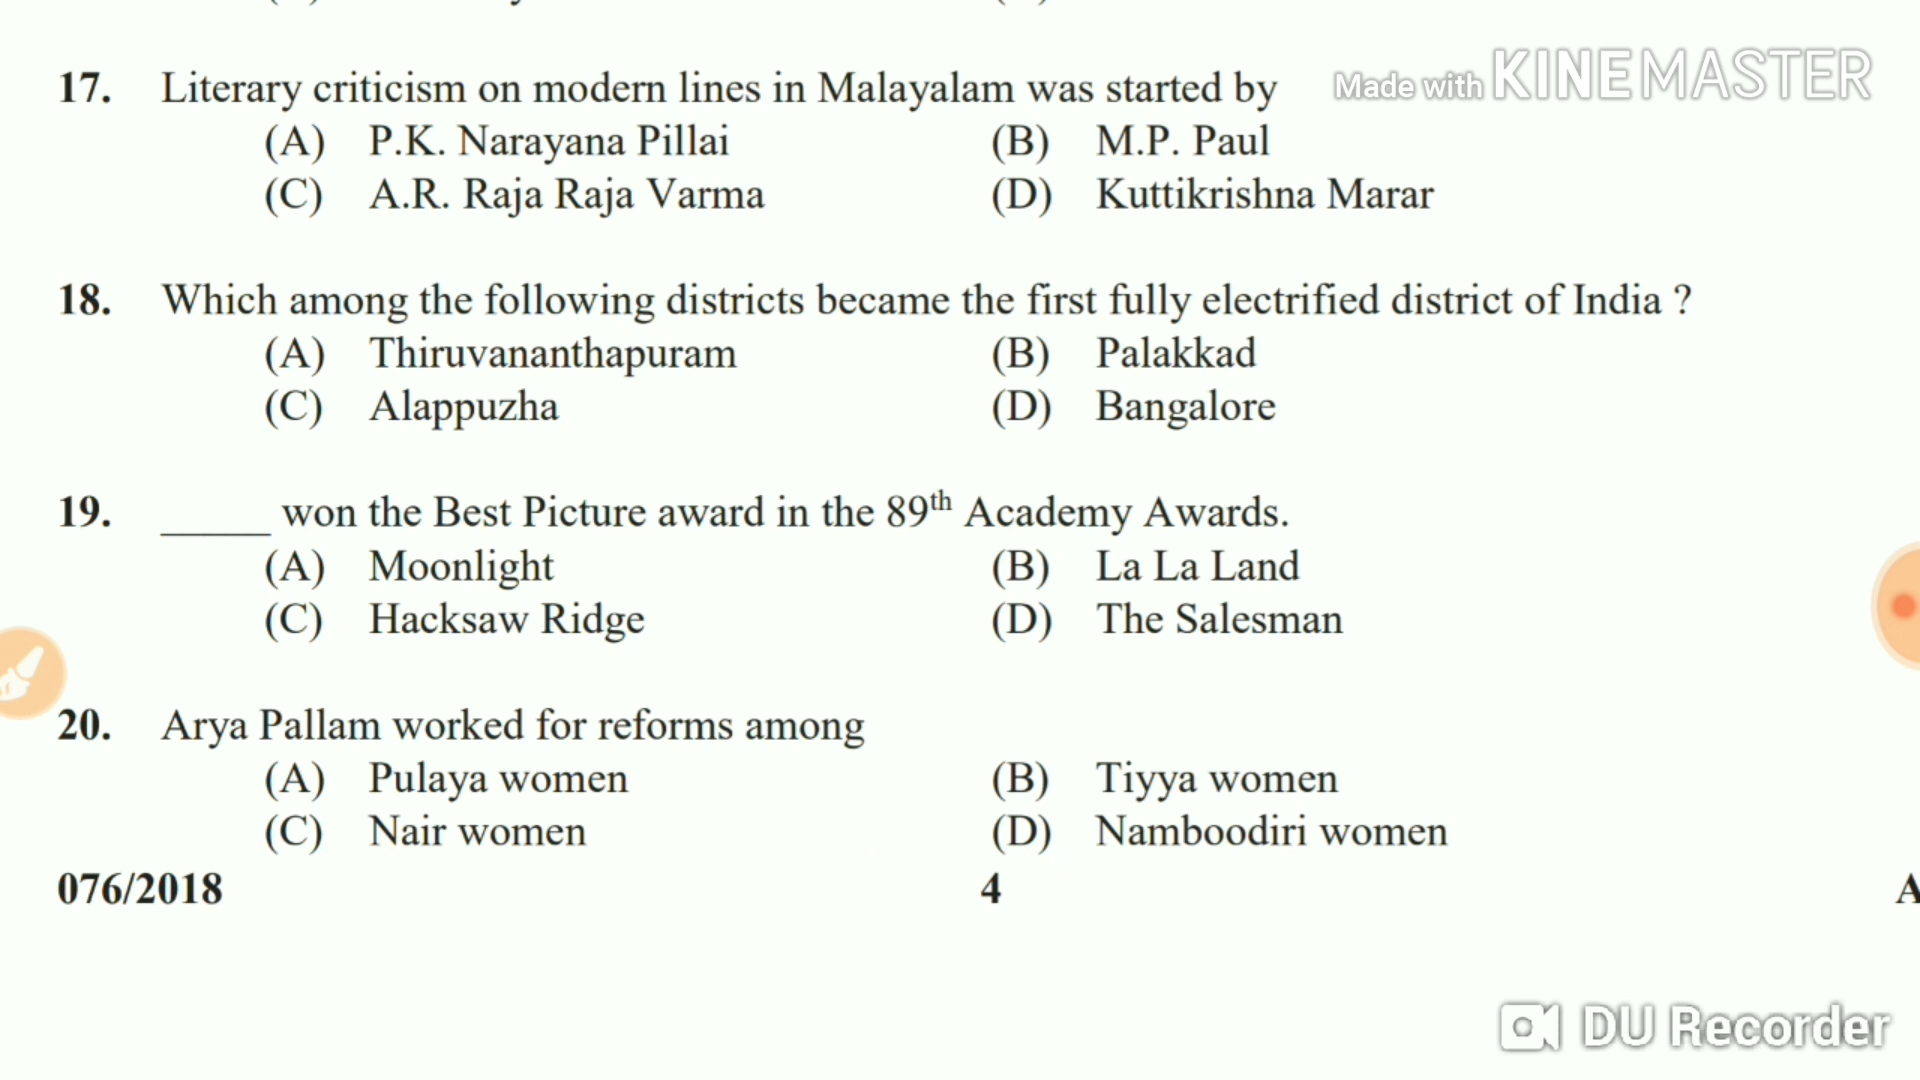 Made with KINEMASTER
17. Literary criticism on modern lines in Malayalam was started by
(A) P.K. Narayana Pillai (B) M.P. Paul
(C) A.R. Raja Raja Varma (D) Kuttikrishna Marar
18. Which among the following districts became the first fully electrified district of India ?
(A) Thiruvananthapuram (B) Palakkad
(C) Alappuzha (D) Bangalore
19. _____ won the Best Picture award in the 89th Academy Awards.
(A) Moonlight (B) La La Land
(C) Hacksaw Ridge (D) The Salesman
20. Arya Pallam worked for reforms among
(A) Pulaya women (B) Tiyya women
(C) Nair women (D) Namboodiri women
076/2018 4 A
DU Recorder